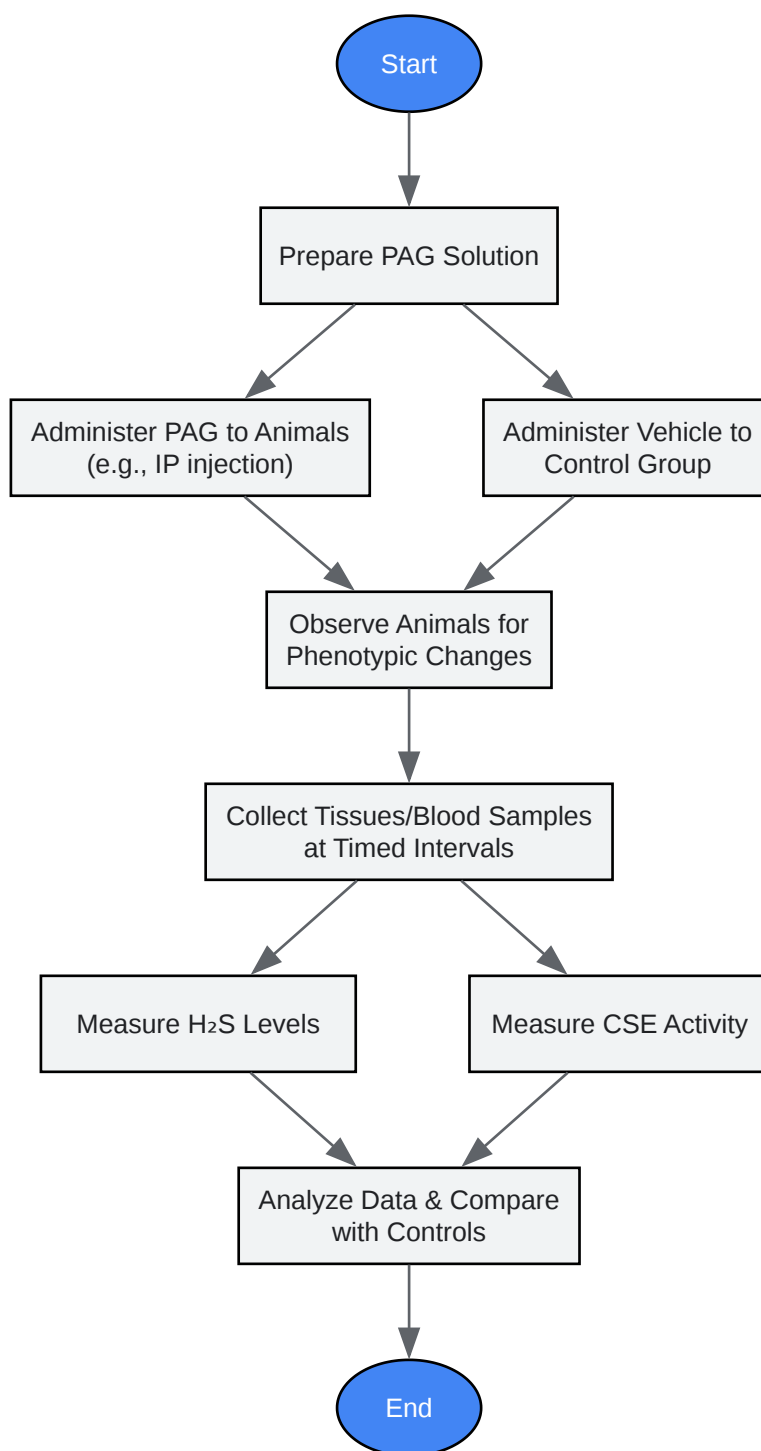 Start
Prepare PAG Solution
Administer PAG to Animals
(e.g., IP injection)
Administer Vehicle to
Control Group
Observe Animals for
Phenotypic Changes
Collect Tissues/Blood Samples
at Timed Intervals
Measure H₂S Levels
Measure CSE Activity
Analyze Data & Compare
with Controls
End